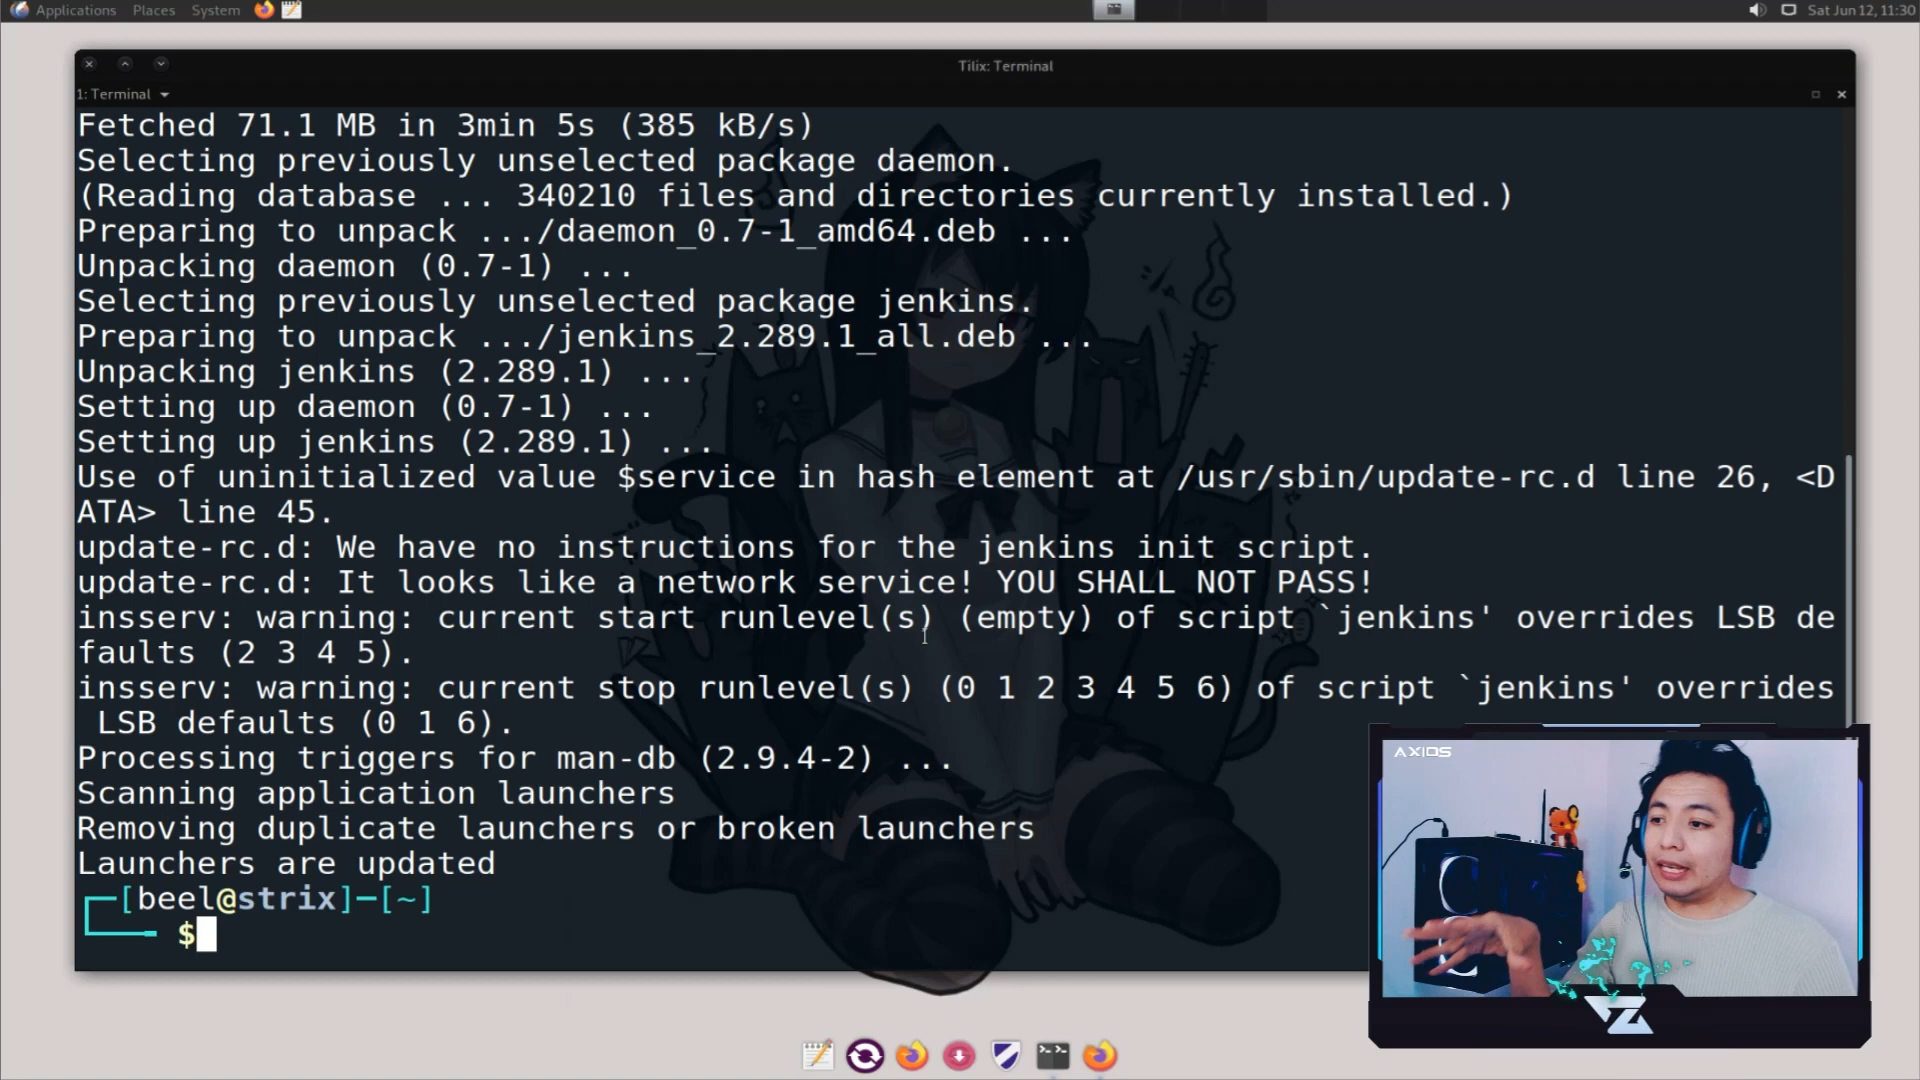 Applications Places System
Sat Jun 12, 11:30
Tilix: Terminal
1: Terminal
Fetched 71.1 MB in 3min 5s (385 kB/s)
Selecting previously unselected package daemon.
(Reading database ... 340210 files and directories currently installed.)
Preparing to unpack .../daemon_0.7-1_amd64.deb ...
Unpacking daemon (0.7-1) ...
Selecting previously unselected package jenkins.
Preparing to unpack .../jenkins_2.289.1_all.deb ...
Unpacking jenkins (2.289.1) ...
Setting up daemon (0.7-1) ...
Setting up jenkins (2.289.1) ...
Use of uninitialized value $service in hash element at /usr/sbin/update-rc.d line 26, <D
ATA> line 45.
update-rc.d: We have no instructions for the jenkins init script.
update-rc.d: It looks like a network service! YOU SHALL NOT PASS!
insserv: warning: current start runlevel(s) (empty) of script `jenkins' overrides LSB de
faults (2 3 4 5).
insserv: warning: current stop runlevel(s) (0 1 2 3 4 5 6) of script `jenkins' overrides
 LSB defaults (0 1 6).
Processing triggers for man-db (2.9.4-2) ...
Scanning application launchers
Removing duplicate launchers or broken launchers
Launchers are updated
┌─[beel@strix]─[~]
└──╼ $
AXIOS